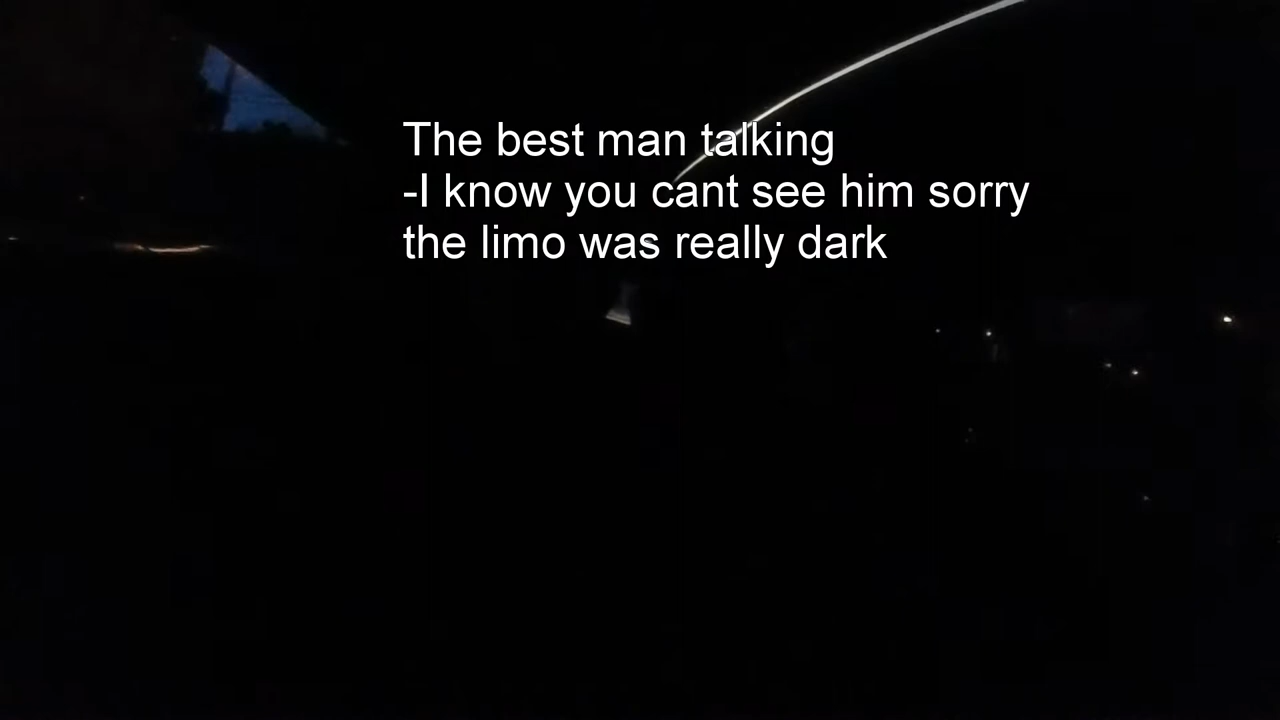 The best man talking
-I know you cant see him sorry
the limo was really dark